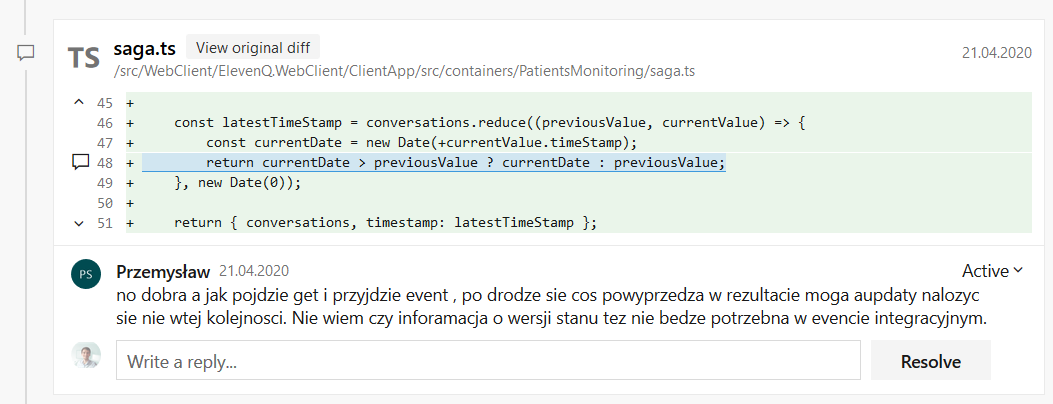 TS saga.ts View original diff 21.04.2020
/src/WebClient/ElevenQ.WebClient/ClientApp/src/containers/PatientsMonitoring/saga.ts
45 +
46 + const latestTimeStamp = conversations.reduce((previousValue, currentValue) => {
47 + const currentDate = new Date(+currentValue.timeStamp);
48 + return currentDate > previousValue ? currentDate : previousValue;
49 + }, new Date(0));
50 +
51 + return { conversations, timestamp: latestTimeStamp };
PS Przemysław 21.04.2020 Active
no dobra a jak pojdzie get i przyjdzie event , po drodze sie cos powyprzedza w rezultacie moga aupdaty nalozyc
sie nie wtej kolejnosci. Nie wiem czy inforamacja o wersji stanu tez nie bedze potrzebna w evencie integracyjnym.
Write a reply... Resolve